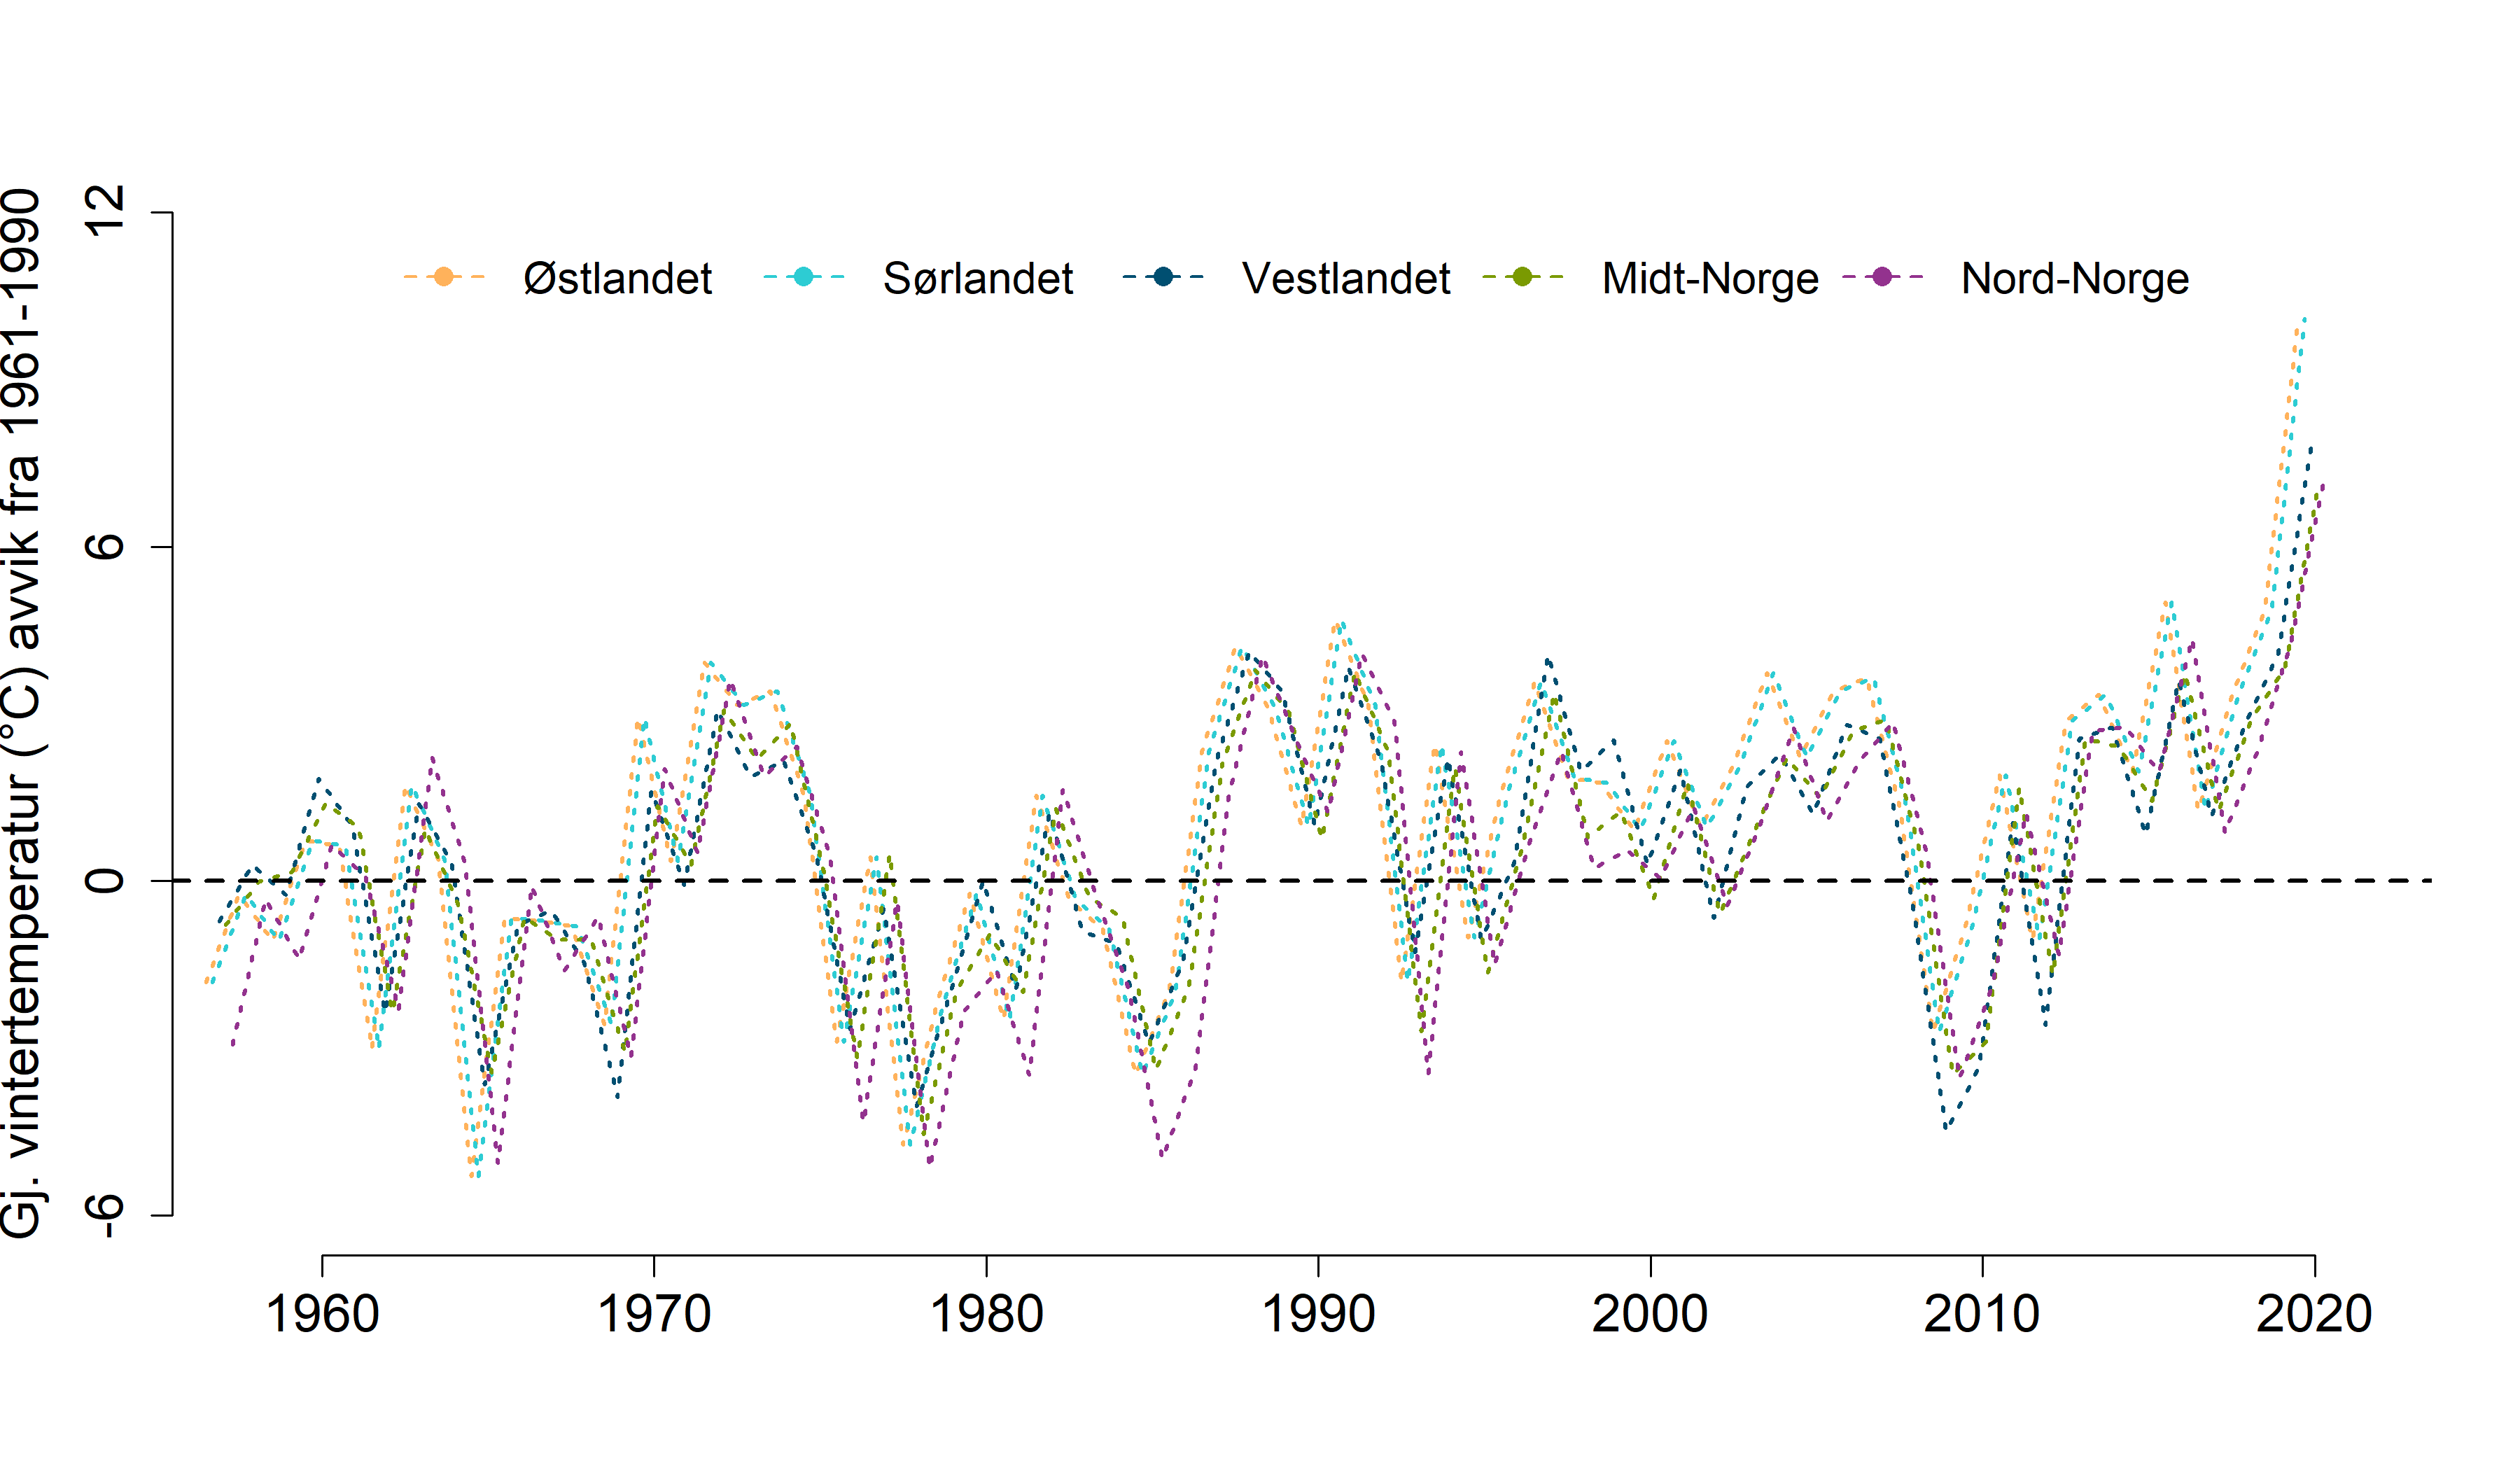 Gj. vintertemperatur (°C) avvik fra 1961-1990
12
6
0
-6
Østlandet Sørlandet Vestlandet Midt-Norge Nord-Norge
1960 1970 1980 1990 2000 2010 2020